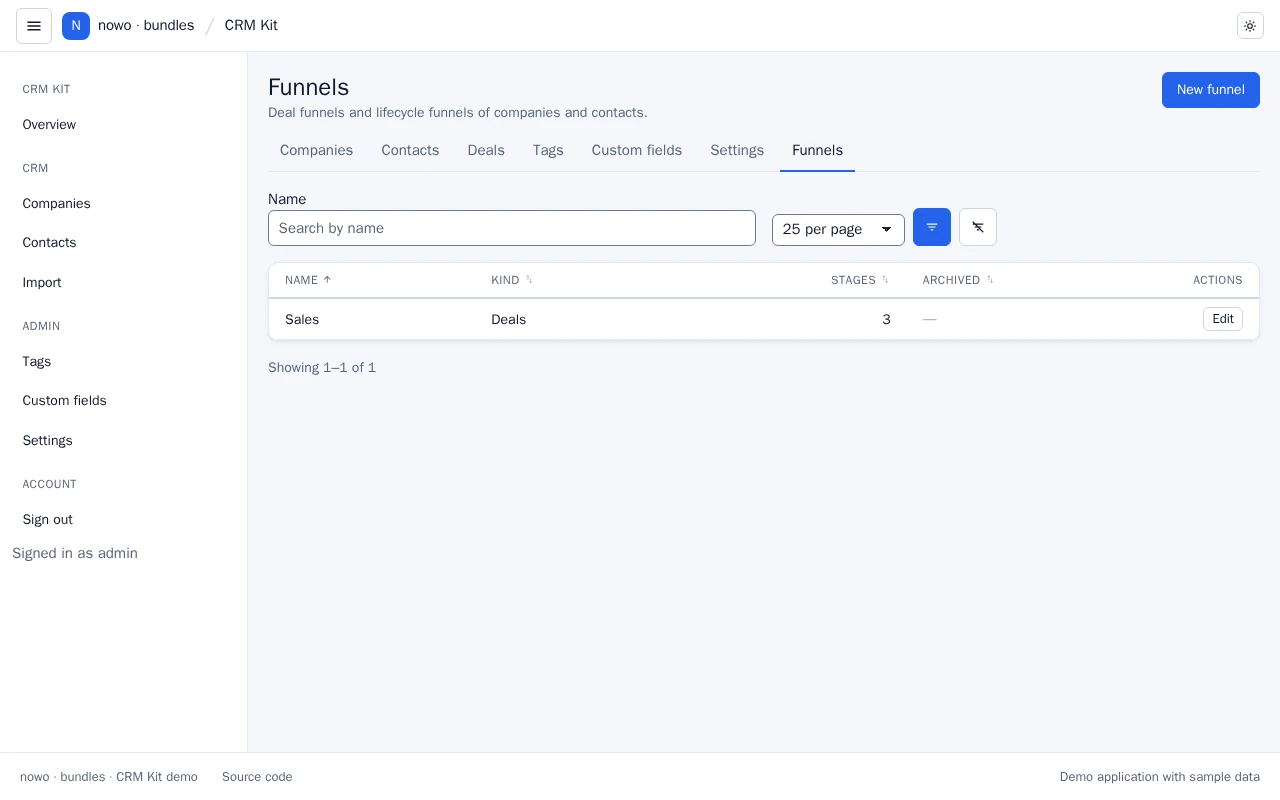 N nowo · bundles / CRM Kit
CRM KIT
Overview
CRM
Companies
Contacts
Import
ADMIN
Tags
Custom fields
Settings
ACCOUNT
Sign out
Signed in as admin
Funnels
New funnel
Deal funnels and lifecycle funnels of companies and contacts.
Companies Contacts Deals Tags Custom fields Settings Funnels
Name
Search by name 25 per page
NAME KIND STAGES ARCHIVED ACTIONS
Sales Deals 3 — Edit
Showing 1–1 of 1
nowo · bundles · CRM Kit demo Source code Demo application with sample data